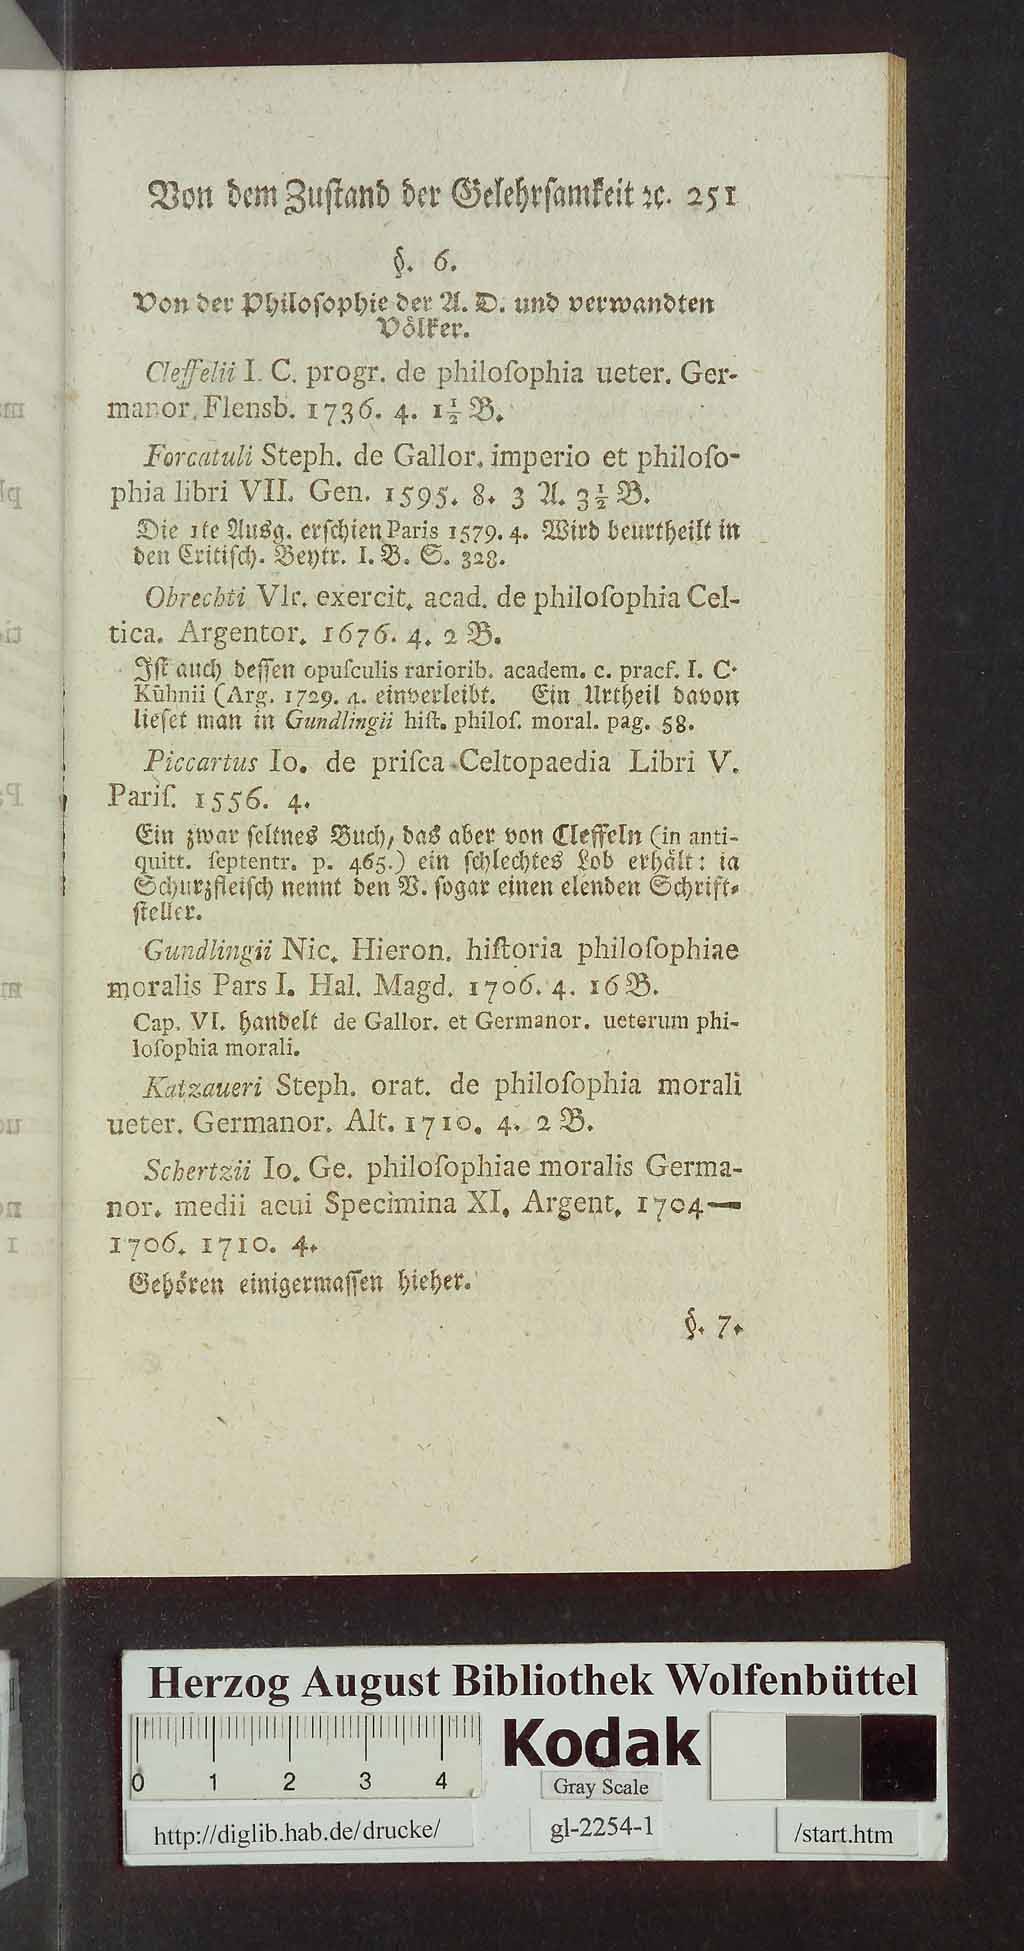 Von dem Zuſtand der Gelehrſamkeit ꝛc. 251
§. 6.
Von der Philoſophie der A. D. und verwandten
Völker.
Cleffelii I. C. progr. de philoſophia ueter. Ger-
manor. Flensb. 1736. 4. 1½ B.
Forcatuli Steph. de Gallor. imperio et philoſo-
phia libri VII. Gen. 1595. 8. 3 A. 3½ B.
Die 1te Ausg. erſchien Paris 1579. 4. Wird beurtheilt in
den Critiſch. Beytr. I. B. S. 328.
Obrechti Vlr. exercit. acad. de philoſophia Cel-
tica. Argentor. 1676. 4. 2 B.
Iſt auch deſſen opuſculis rariorib. academ. c. praef. I. C.
Kühnii (Arg. 1729. 4. einverleibt. Ein Urtheil davon
lieſet man in Gundlingii hiſt. philoſ. moral. pag. 58.
Piccartus Io. de priſca Celtopaedia Libri V.
Pariſ. 1556. 4.
Ein zwar ſeltnes Buch, das aber von Cleffeln (in anti-
quitt. ſeptentr. p. 465.) ein ſchlechtes Lob erhält: ia
Schurzfleiſch nennt den V. ſogar einen elenden Schrift-
ſteller.
Gundlingii Nic. Hieron. hiſtoria philoſophiae
moralis Pars I. Hal. Magd. 1706. 4. 16 B.
Cap. VI. handelt de Gallor. et Germanor. ueterum phi-
loſophia morali.
Katzaueri Steph. orat. de philoſophia morali
ueter. Germanor. Alt. 1710. 4. 2 B.
Schertzii Io. Ge. philoſophiae moralis Germa-
nor. medii aeui Specimina XI. Argent. 1704—
1706. 1710. 4.
Gehören einigermaſſen hieher.
§. 7.
Herzog August Bibliothek Wolfenbüttel
Kodak
0 1 2 3 4
Gray Scale
http://diglib.hab.de/drucke/
gl-2254-1
/start.htm